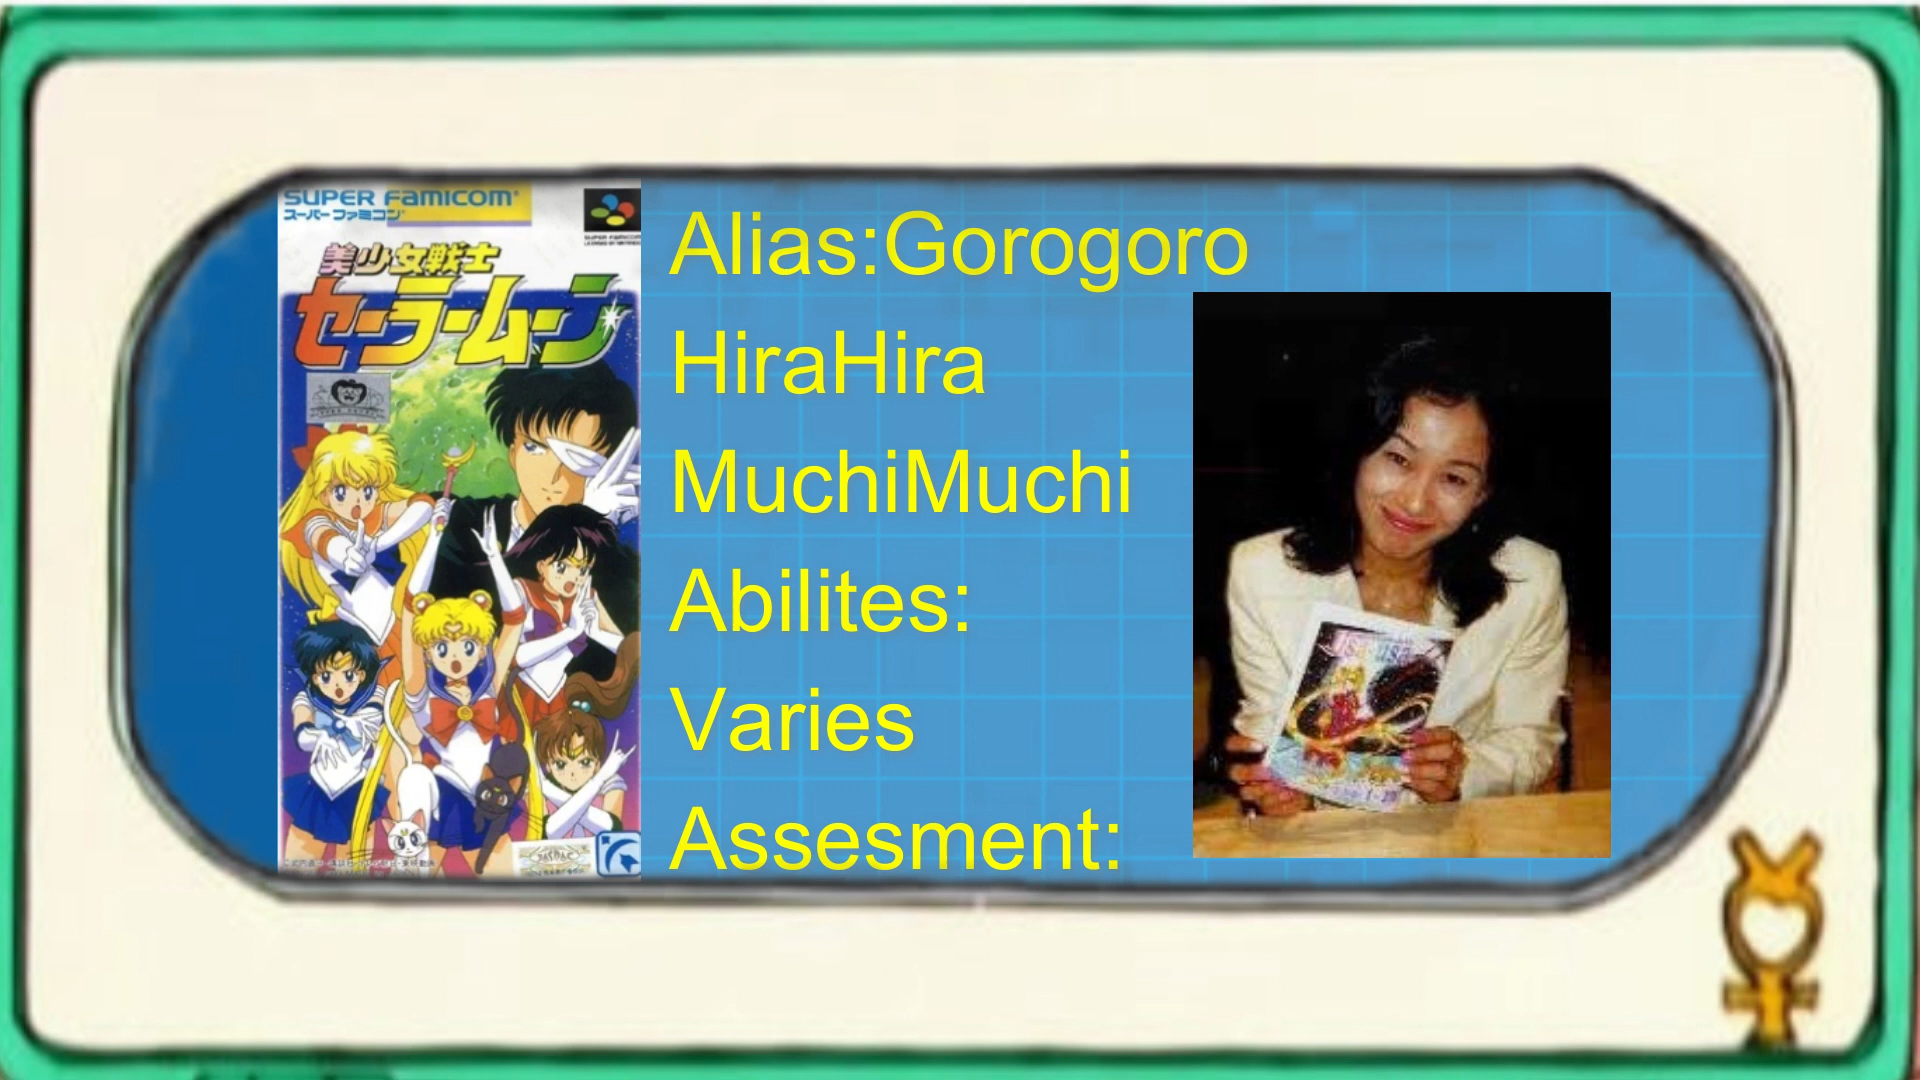 SUPER FAMICOM
スーパーファミコン
美少女戦士
セーラームーン
Alias:Gorogoro
HiraHira
MuchiMuchi
Abilites:
Varies
Assesment: